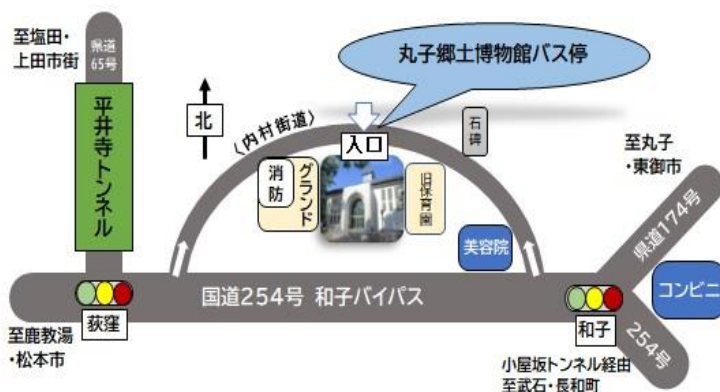 至塩田・
上田市街
県道
65号
平井寺トンネル
北
〈内村街道〉
丸子郷土博物館バス停
入口
石碑
消防
グランド
旧保育園
美容院
至丸子
・東御市
県道174号
コンビニ
国道254号 和子バイパス
荻窪
和子
254号
至鹿教湯
・松本市
小屋坂トンネル経由
至武石・長和町